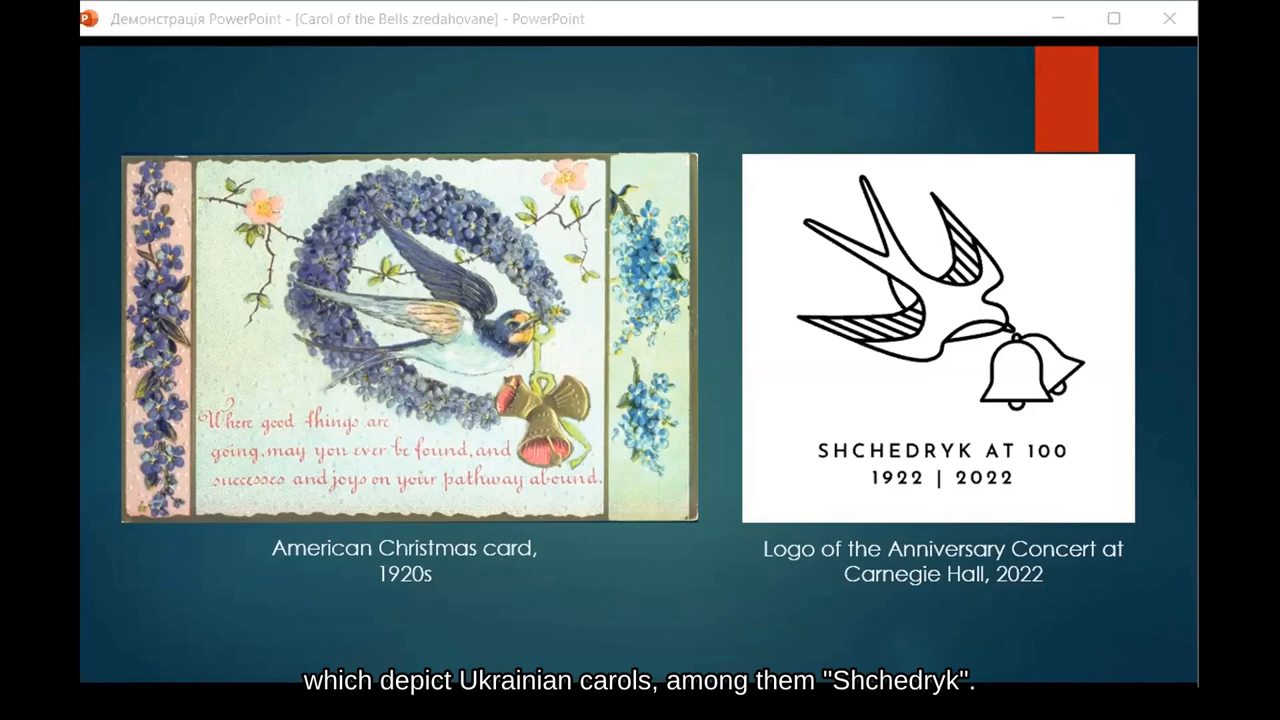 Демонстрація PowerPoint - [Carol of the Bells zredahovane] - PowerPoint
Where good things are
going, may you ever be found, and
successes and joys on your pathway abound.
SHCHEDRYK AT 100
1922 | 2022
American Christmas card,
1920s
Logo of the Anniversary Concert at
Carnegie Hall, 2022
which depict Ukrainian carols, among them "Shchedryk".